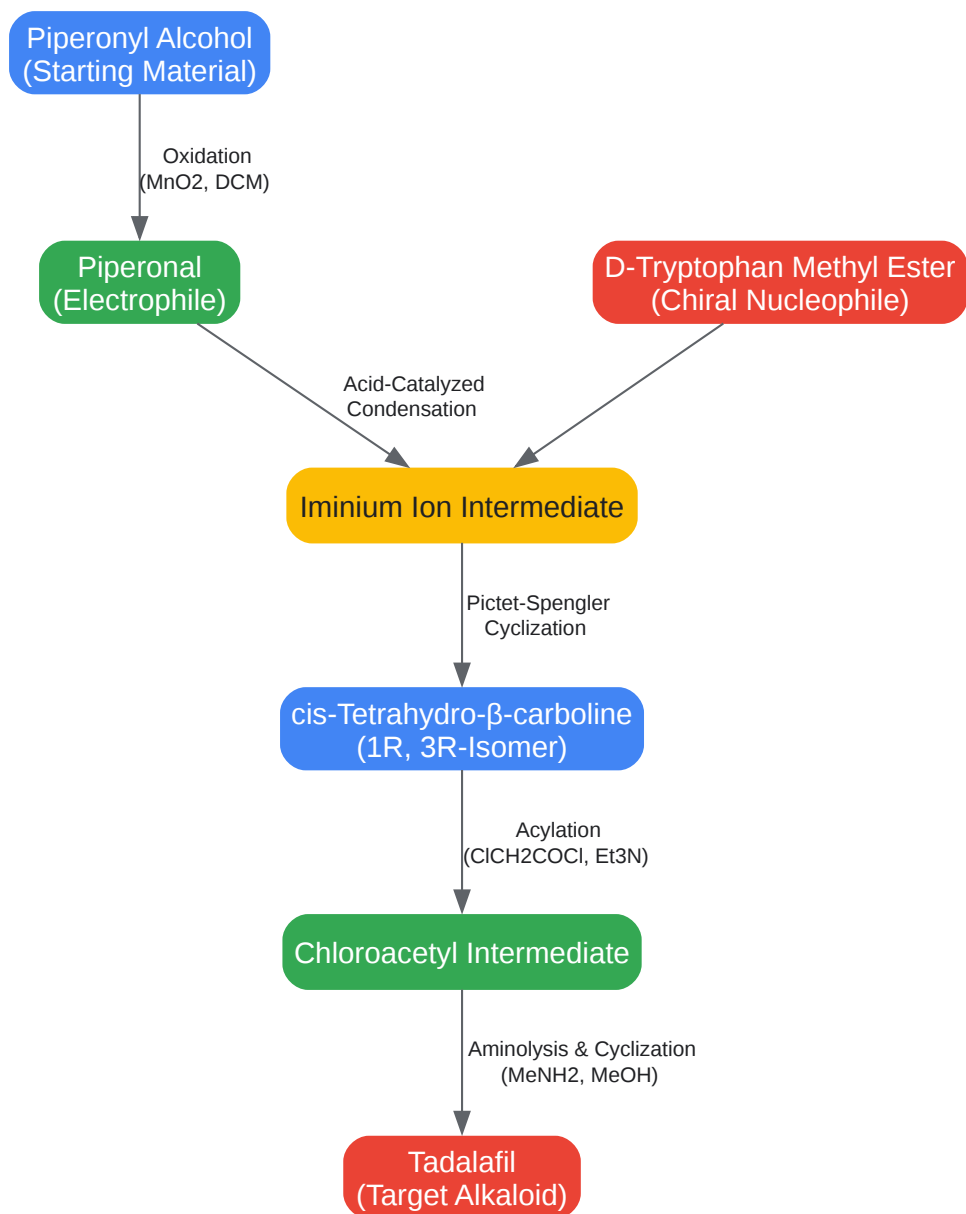 Piperonyl Alcohol
(Starting Material)
Oxidation
(MnO2, DCM)
Piperonal
(Electrophile)
D-Tryptophan Methyl Ester
(Chiral Nucleophile)
Acid-Catalyzed
Condensation
Iminium Ion Intermediate
Pictet-Spengler
Cyclization
cis-Tetrahydro-β-carboline
(1R, 3R-Isomer)
Acylation
(ClCH2COCl, Et3N)
Chloroacetyl Intermediate
Aminolysis & Cyclization
(MeNH2, MeOH)
Tadalafil
(Target Alkaloid)